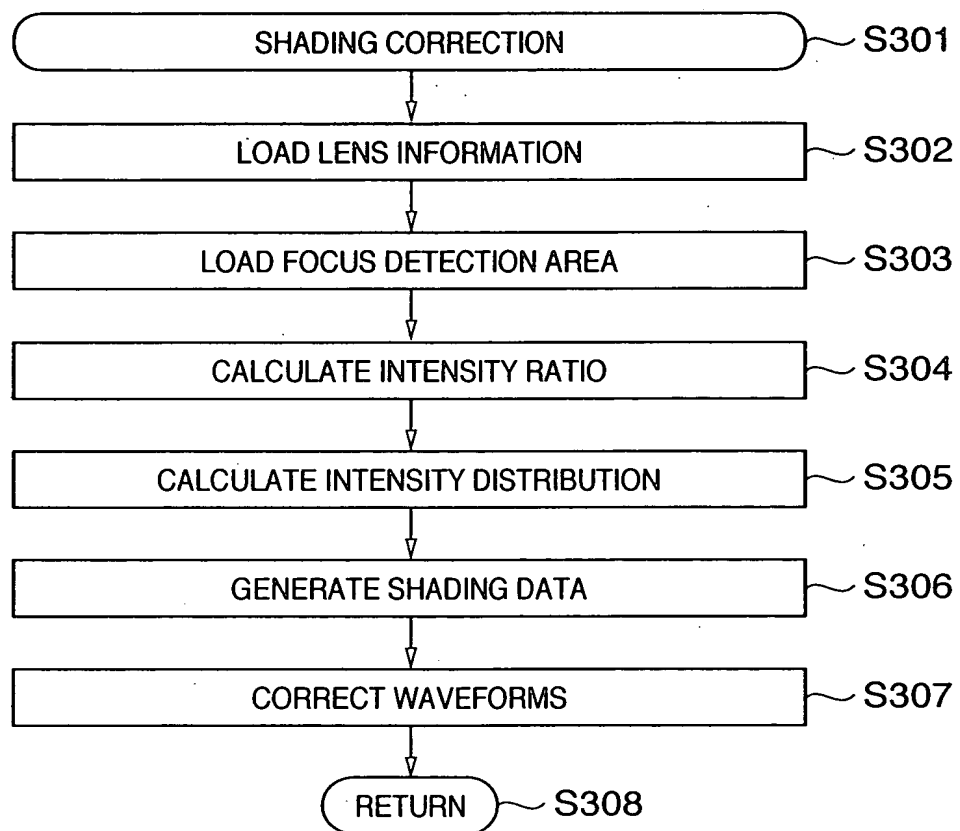 SHADING CORRECTION S301
LOAD LENS INFORMATION S302
LOAD FOCUS DETECTION AREA S303
CALCULATE INTENSITY RATIO S304
CALCULATE INTENSITY DISTRIBUTION S305
GENERATE SHADING DATA S306
CORRECT WAVEFORMS S307
RETURN S308